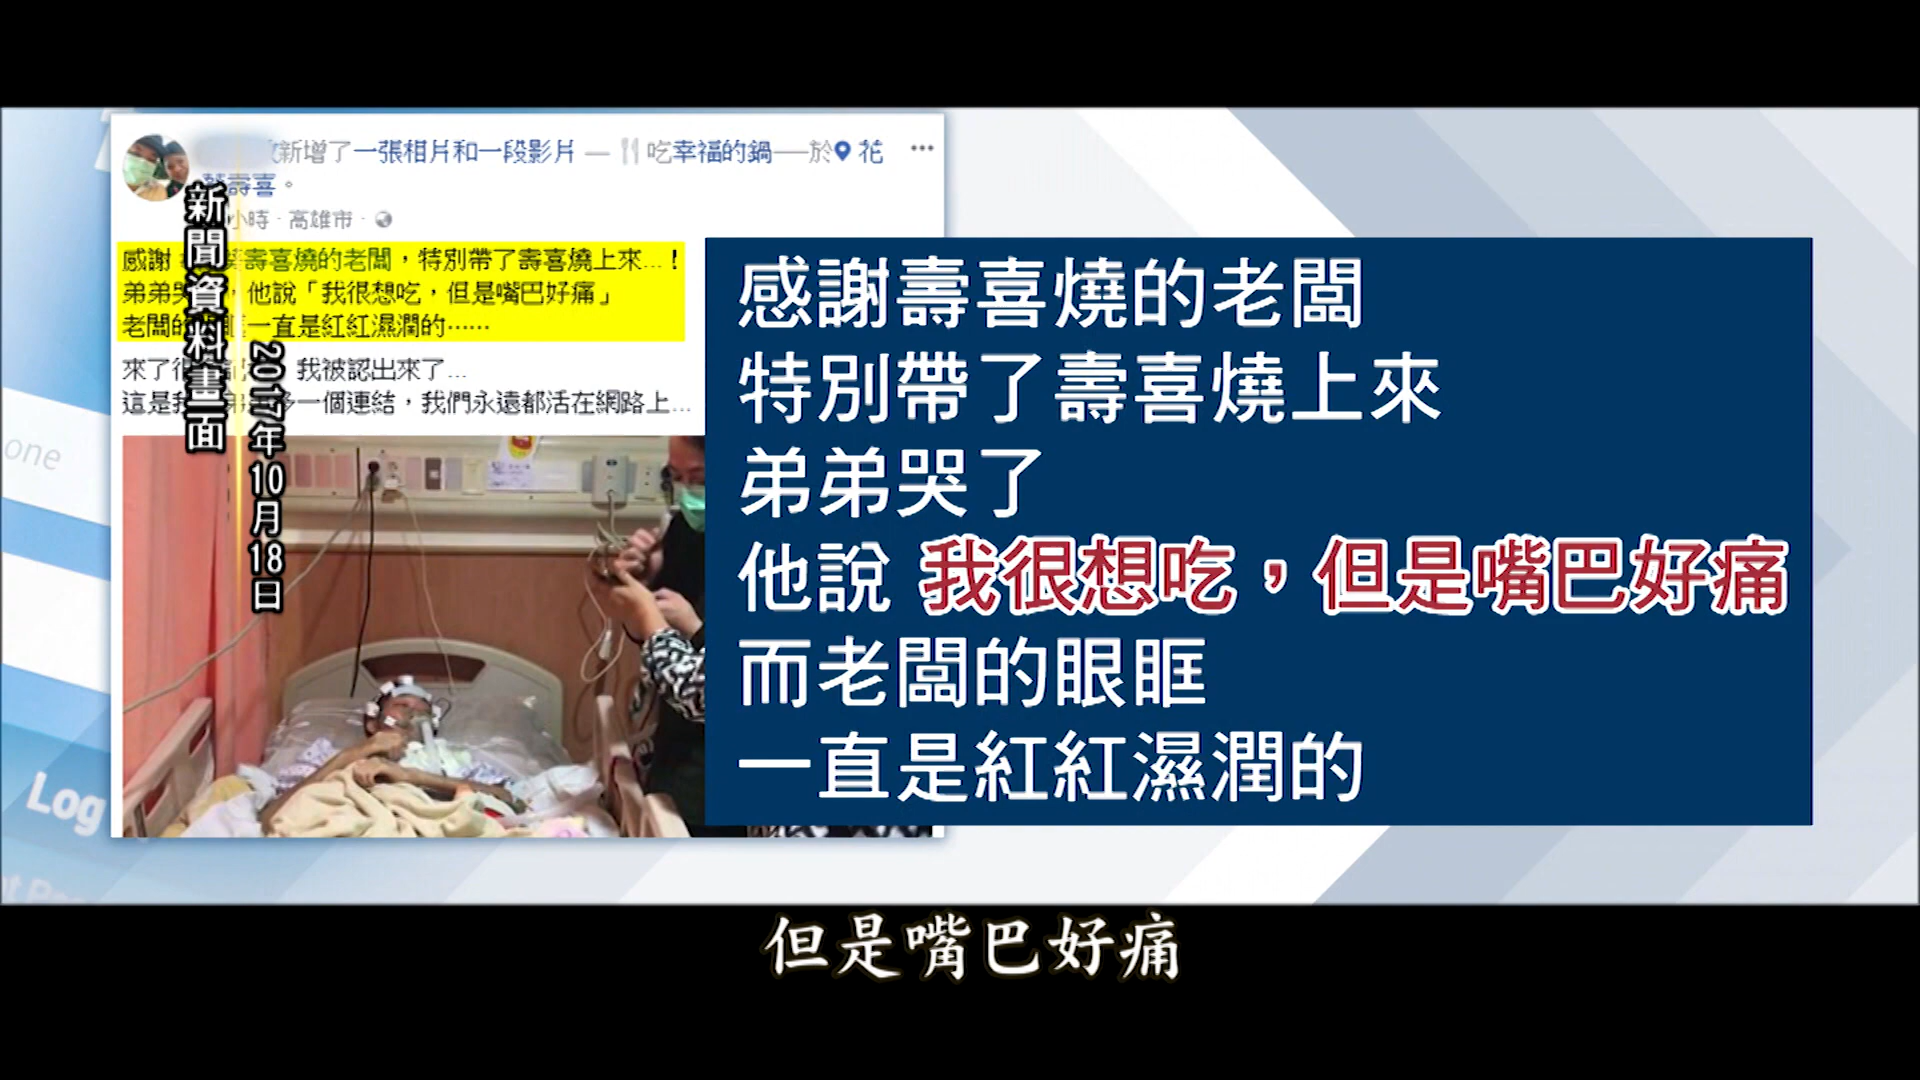 新增了一張相片和一段影片 — 吃幸福的鍋——於 花
壽喜。
小時 · 高雄市 ·
感謝 壽喜燒的老闆，特別帶了壽喜燒上來...！
弟弟哭 ，他說「我很想吃，但是嘴巴好痛」
老闆的 眶一直是紅紅濕潤的……
來了很 我被認出來了...
這是我 一個連結，我們永遠都活在網路上...
新聞資料畫面
2017年10月18日
感謝壽喜燒的老闆
特別帶了壽喜燒上來
弟弟哭了
他說 我很想吃，但是嘴巴好痛
而老闆的眼眶
一直是紅紅濕潤的
one
Log
但是嘴巴好痛